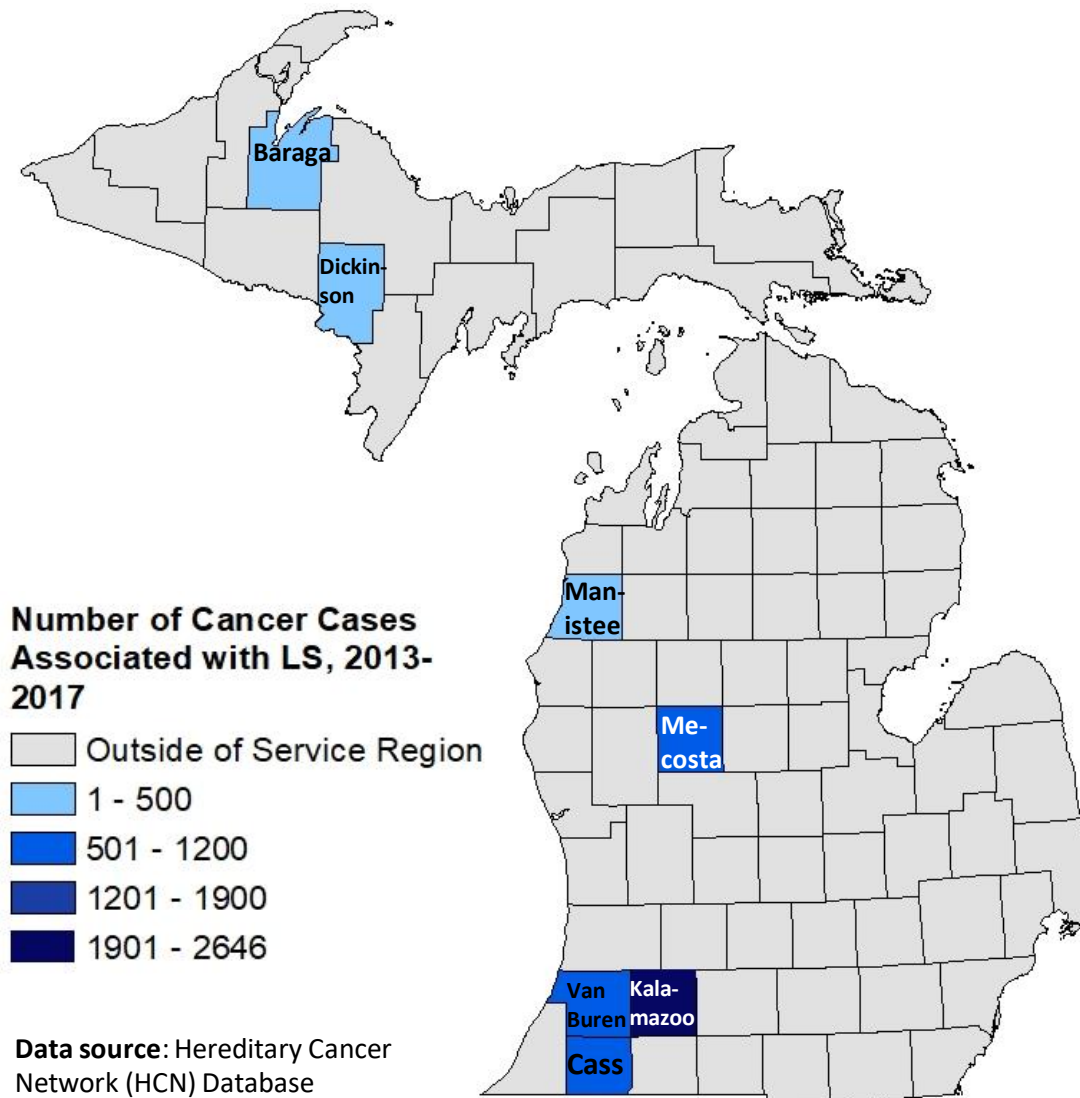 Baraga
Dickin-
son
Man-
istee
Number of Cancer Cases
Associated with LS, 2013-
2017
Outside of Service Region
1 - 500
501 - 1200
1201 - 1900
1901 - 2646
Me-
costa
Van
Buren
Kala-
mazoo
Cass
Data source: Hereditary Cancer
Network (HCN) Database